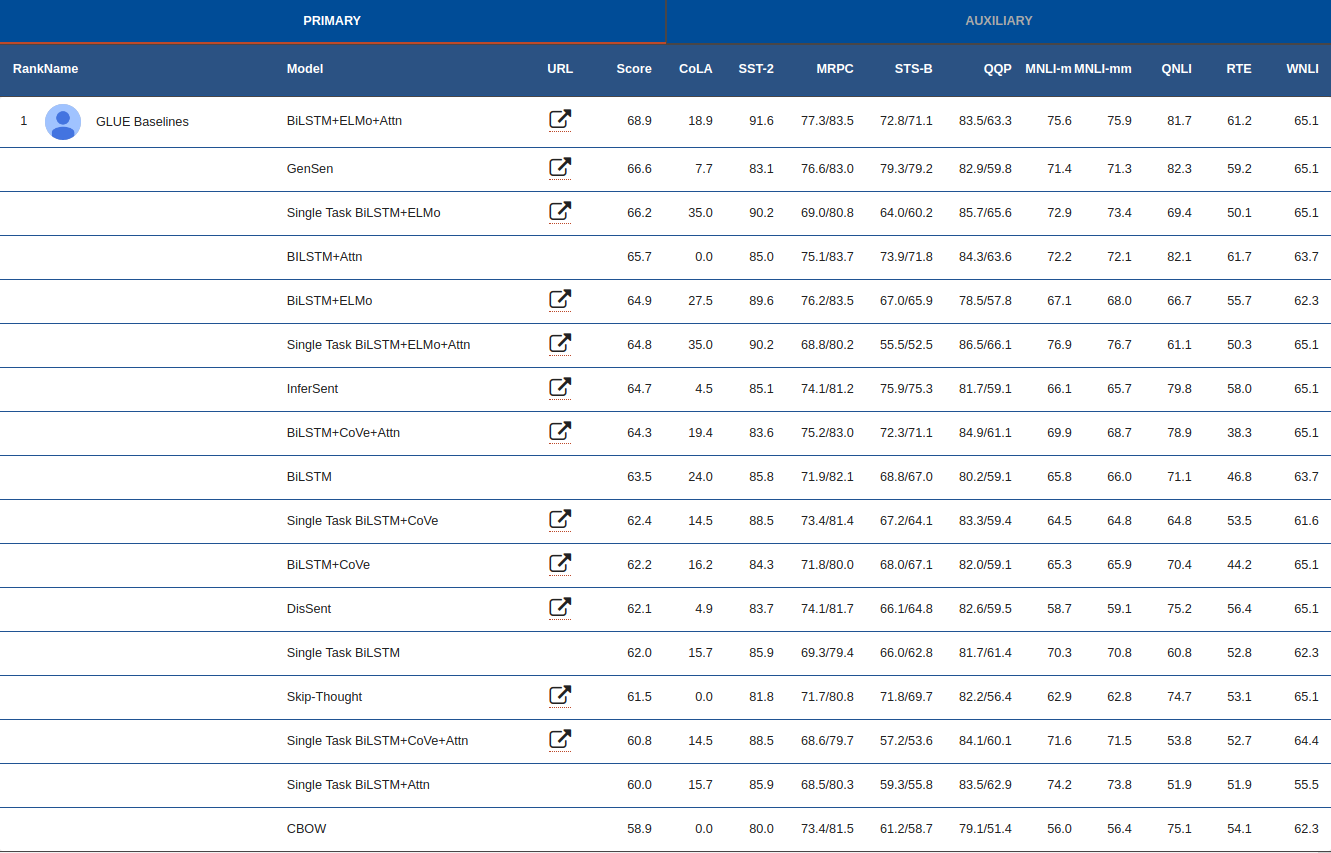 PRIMARY AUXILIARY
RankName Model URL Score CoLA SST-2 MRPC STS-B QQP MNLI-m MNLI-mm QNLI RTE WNLI
1 GLUE Baselines BiLSTM+ELMo+Attn 68.9 18.9 91.6 77.3/83.5 72.8/71.1 83.5/63.3 75.6 75.9 81.7 61.2 65.1
GenSen 66.6 7.7 83.1 76.6/83.0 79.3/79.2 82.9/59.8 71.4 71.3 82.3 59.2 65.1
Single Task BiLSTM+ELMo 66.2 35.0 90.2 69.0/80.8 64.0/60.2 85.7/65.6 72.9 73.4 69.4 50.1 65.1
BILSTM+Attn 65.7 0.0 85.0 75.1/83.7 73.9/71.8 84.3/63.6 72.2 72.1 82.1 61.7 63.7
BiLSTM+ELMo 64.9 27.5 89.6 76.2/83.5 67.0/65.9 78.5/57.8 67.1 68.0 66.7 55.7 62.3
Single Task BiLSTM+ELMo+Attn 64.8 35.0 90.2 68.8/80.2 55.5/52.5 86.5/66.1 76.9 76.7 61.1 50.3 65.1
InferSent 64.7 4.5 85.1 74.1/81.2 75.9/75.3 81.7/59.1 66.1 65.7 79.8 58.0 65.1
BiLSTM+CoVe+Attn 64.3 19.4 83.6 75.2/83.0 72.3/71.1 84.9/61.1 69.9 68.7 78.9 38.3 65.1
BiLSTM 63.5 24.0 85.8 71.9/82.1 68.8/67.0 80.2/59.1 65.8 66.0 71.1 46.8 63.7
Single Task BiLSTM+CoVe 62.4 14.5 88.5 73.4/81.4 67.2/64.1 83.3/59.4 64.5 64.8 64.8 53.5 61.6
BiLSTM+CoVe 62.2 16.2 84.3 71.8/80.0 68.0/67.1 82.0/59.1 65.3 65.9 70.4 44.2 65.1
DisSent 62.1 4.9 83.7 74.1/81.7 66.1/64.8 82.6/59.5 58.7 59.1 75.2 56.4 65.1
Single Task BiLSTM 62.0 15.7 85.9 69.3/79.4 66.0/62.8 81.7/61.4 70.3 70.8 60.8 52.8 62.3
Skip-Thought 61.5 0.0 81.8 71.7/80.8 71.8/69.7 82.2/56.4 62.9 62.8 74.7 53.1 65.1
Single Task BiLSTM+CoVe+Attn 60.8 14.5 88.5 68.6/79.7 57.2/53.6 84.1/60.1 71.6 71.5 53.8 52.7 64.4
Single Task BiLSTM+Attn 60.0 15.7 85.9 68.5/80.3 59.3/55.8 83.5/62.9 74.2 73.8 51.9 51.9 55.5
CBOW 58.9 0.0 80.0 73.4/81.5 61.2/58.7 79.1/51.4 56.0 56.4 75.1 54.1 62.3